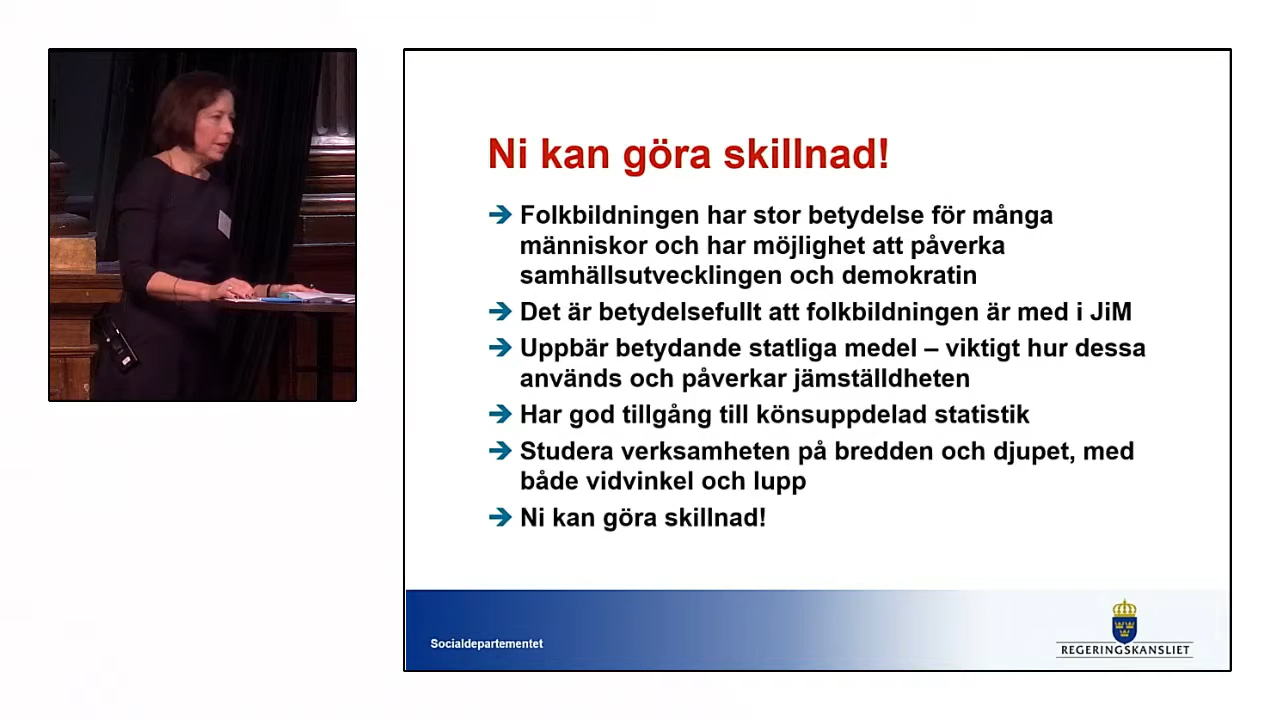 Ni kan göra skillnad!
Folkbildningen har stor betydelse för många
människor och har möjlighet att påverka
samhällsutvecklingen och demokratin
Det är betydelsefullt att folkbildningen är med i JiM
Uppbär betydande statliga medel – viktigt hur dessa
används och påverkar jämställdheten
Har god tillgång till könsuppdelad statistik
Studera verksamheten på bredden och djupet, med
både vidvinkel och lupp
Ni kan göra skillnad!
Socialdepartementet
REGERINGSKANSLIET